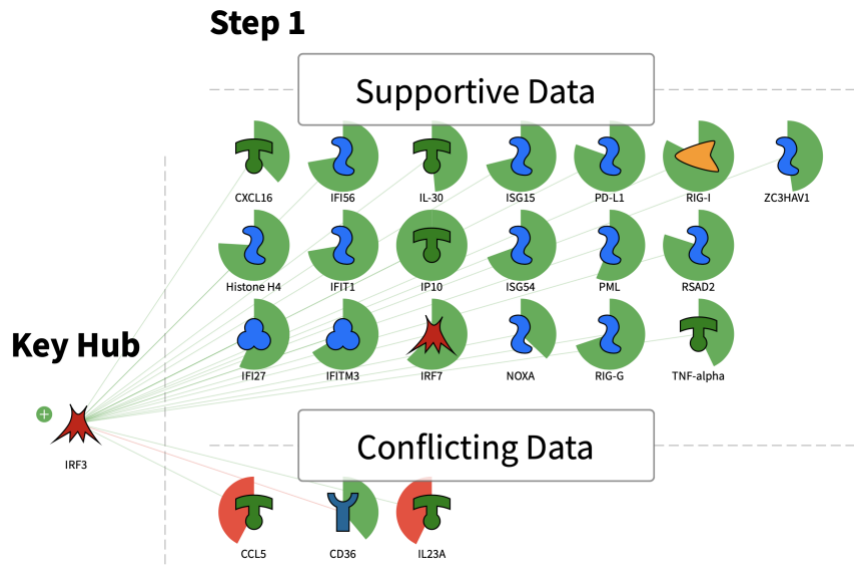 Step 1
Supportive Data
CXCL16 IFI56 IL-30 ISG15 PD-L1 RIG-I ZC3HAV1
Histone H4 IFIT1 IP10 ISG54 PML RSAD2
Key Hub
IFI27 IFITM3 IRF7 NOXA RIG-G TNF-alpha
IRF3
Conflicting Data
CCL5 CD36 IL23A